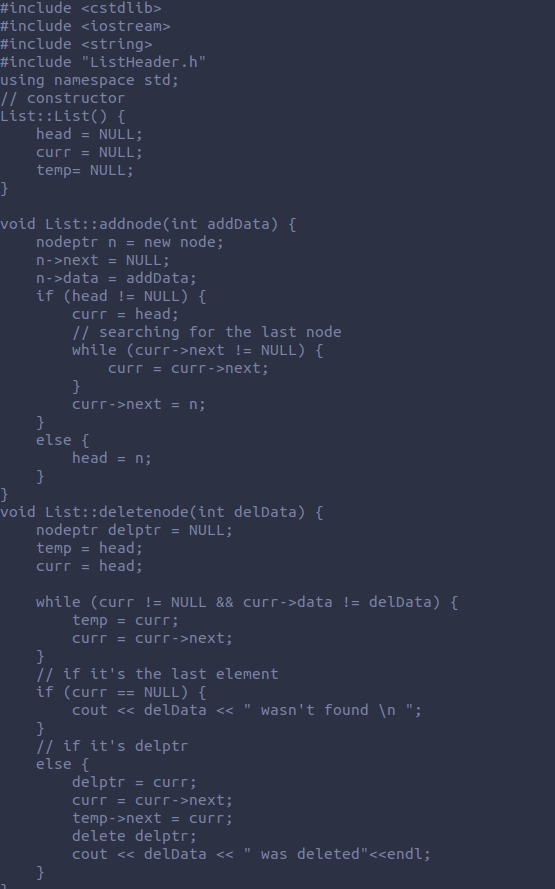 #include <cstdlib>
#include <iostream>
#include <string>
#include "ListHeader.h"
using namespace std;
// constructor
List::List() {
    head = NULL;
    curr = NULL;
    temp= NULL;
}

void List::addnode(int addData) {
    nodeptr n = new node;
    n->next = NULL;
    n->data = addData;
    if (head != NULL) {
        curr = head;
        // searching for the last node
        while (curr->next != NULL) {
            curr = curr->next;
        }
        curr->next = n;
    }
    else {
        head = n;
    }
}
void List::deletenode(int delData) {
    nodeptr delptr = NULL;
    temp = head;
    curr = head;

    while (curr != NULL && curr->data != delData) {
        temp = curr;
        curr = curr->next;
    }
    // if it's the last element
    if (curr == NULL) {
        cout << delData << " wasn't found \n ";
    }
    // if it's delptr
    else {
        delptr = curr;
        curr = curr->next;
        temp->next = curr;
        delete delptr;
        cout << delData << " was deleted"<<endl;
    }
}